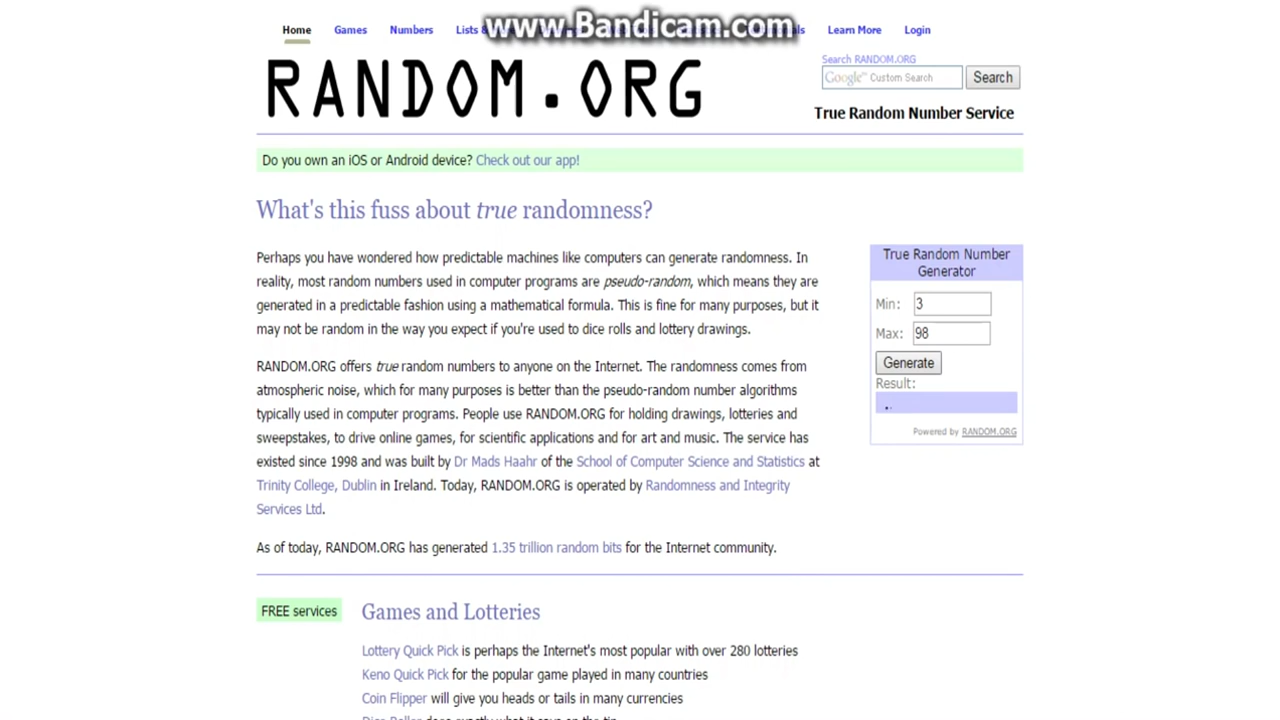 www.Bandicam.com
Home Games Numbers Lists & Learn More Login
Search RANDOM.ORG
RANDOM.ORG
Google™ Custom Search Search
True Random Number Service
Do you own an iOS or Android device? Check out our app!
What's this fuss about true randomness?
Perhaps you have wondered how predictable machines like computers can generate randomness. In
reality, most random numbers used in computer programs are pseudo-random, which means they are
generated in a predictable fashion using a mathematical formula. This is fine for many purposes, but it
may not be random in the way you expect if you're used to dice rolls and lottery drawings.
RANDOM.ORG offers true random numbers to anyone on the Internet. The randomness comes from
atmospheric noise, which for many purposes is better than the pseudo-random number algorithms
typically used in computer programs. People use RANDOM.ORG for holding drawings, lotteries and
sweepstakes, to drive online games, for scientific applications and for art and music. The service has
existed since 1998 and was built by Dr Mads Haahr of the School of Computer Science and Statistics at
Trinity College, Dublin in Ireland. Today, RANDOM.ORG is operated by Randomness and Integrity
Services Ltd.
As of today, RANDOM.ORG has generated 1.35 trillion random bits for the Internet community.
True Random Number
Generator
Min: 3
Max: 98
Generate
Result:
Powered by RANDOM.ORG
FREE services
Games and Lotteries
Lottery Quick Pick is perhaps the Internet's most popular with over 280 lotteries
Keno Quick Pick for the popular game played in many countries
Coin Flipper will give you heads or tails in many currencies